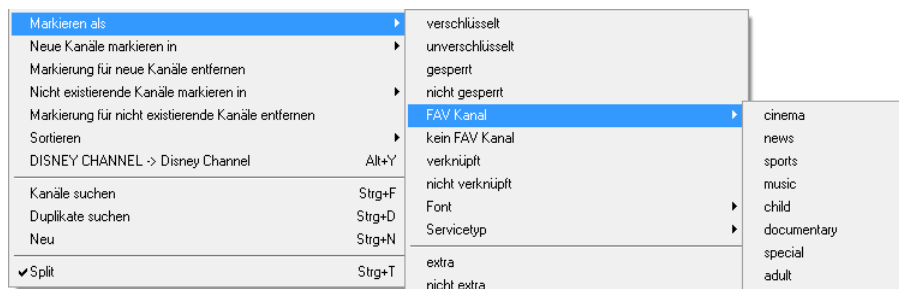 Markieren als
Neue Kanäle markieren in
Markierung für neue Kanäle entfernen
Nicht existierende Kanäle markieren in
Markierung für nicht existierende Kanäle entfernen
Sortieren
DISNEY CHANNEL -> Disney Channel Alt+Y
Kanäle suchen Strg+F
Duplikate suchen Strg+D
Neu Strg+N
Split Strg+T
verschlüsselt
unverschlüsselt
gesperrt
nicht gesperrt
FAV Kanal
kein FAV Kanal
verknüpft
nicht verknüpft
Font
Servicetyp
extra
nicht extra
cinema
news
sports
music
child
documentary
special
adult